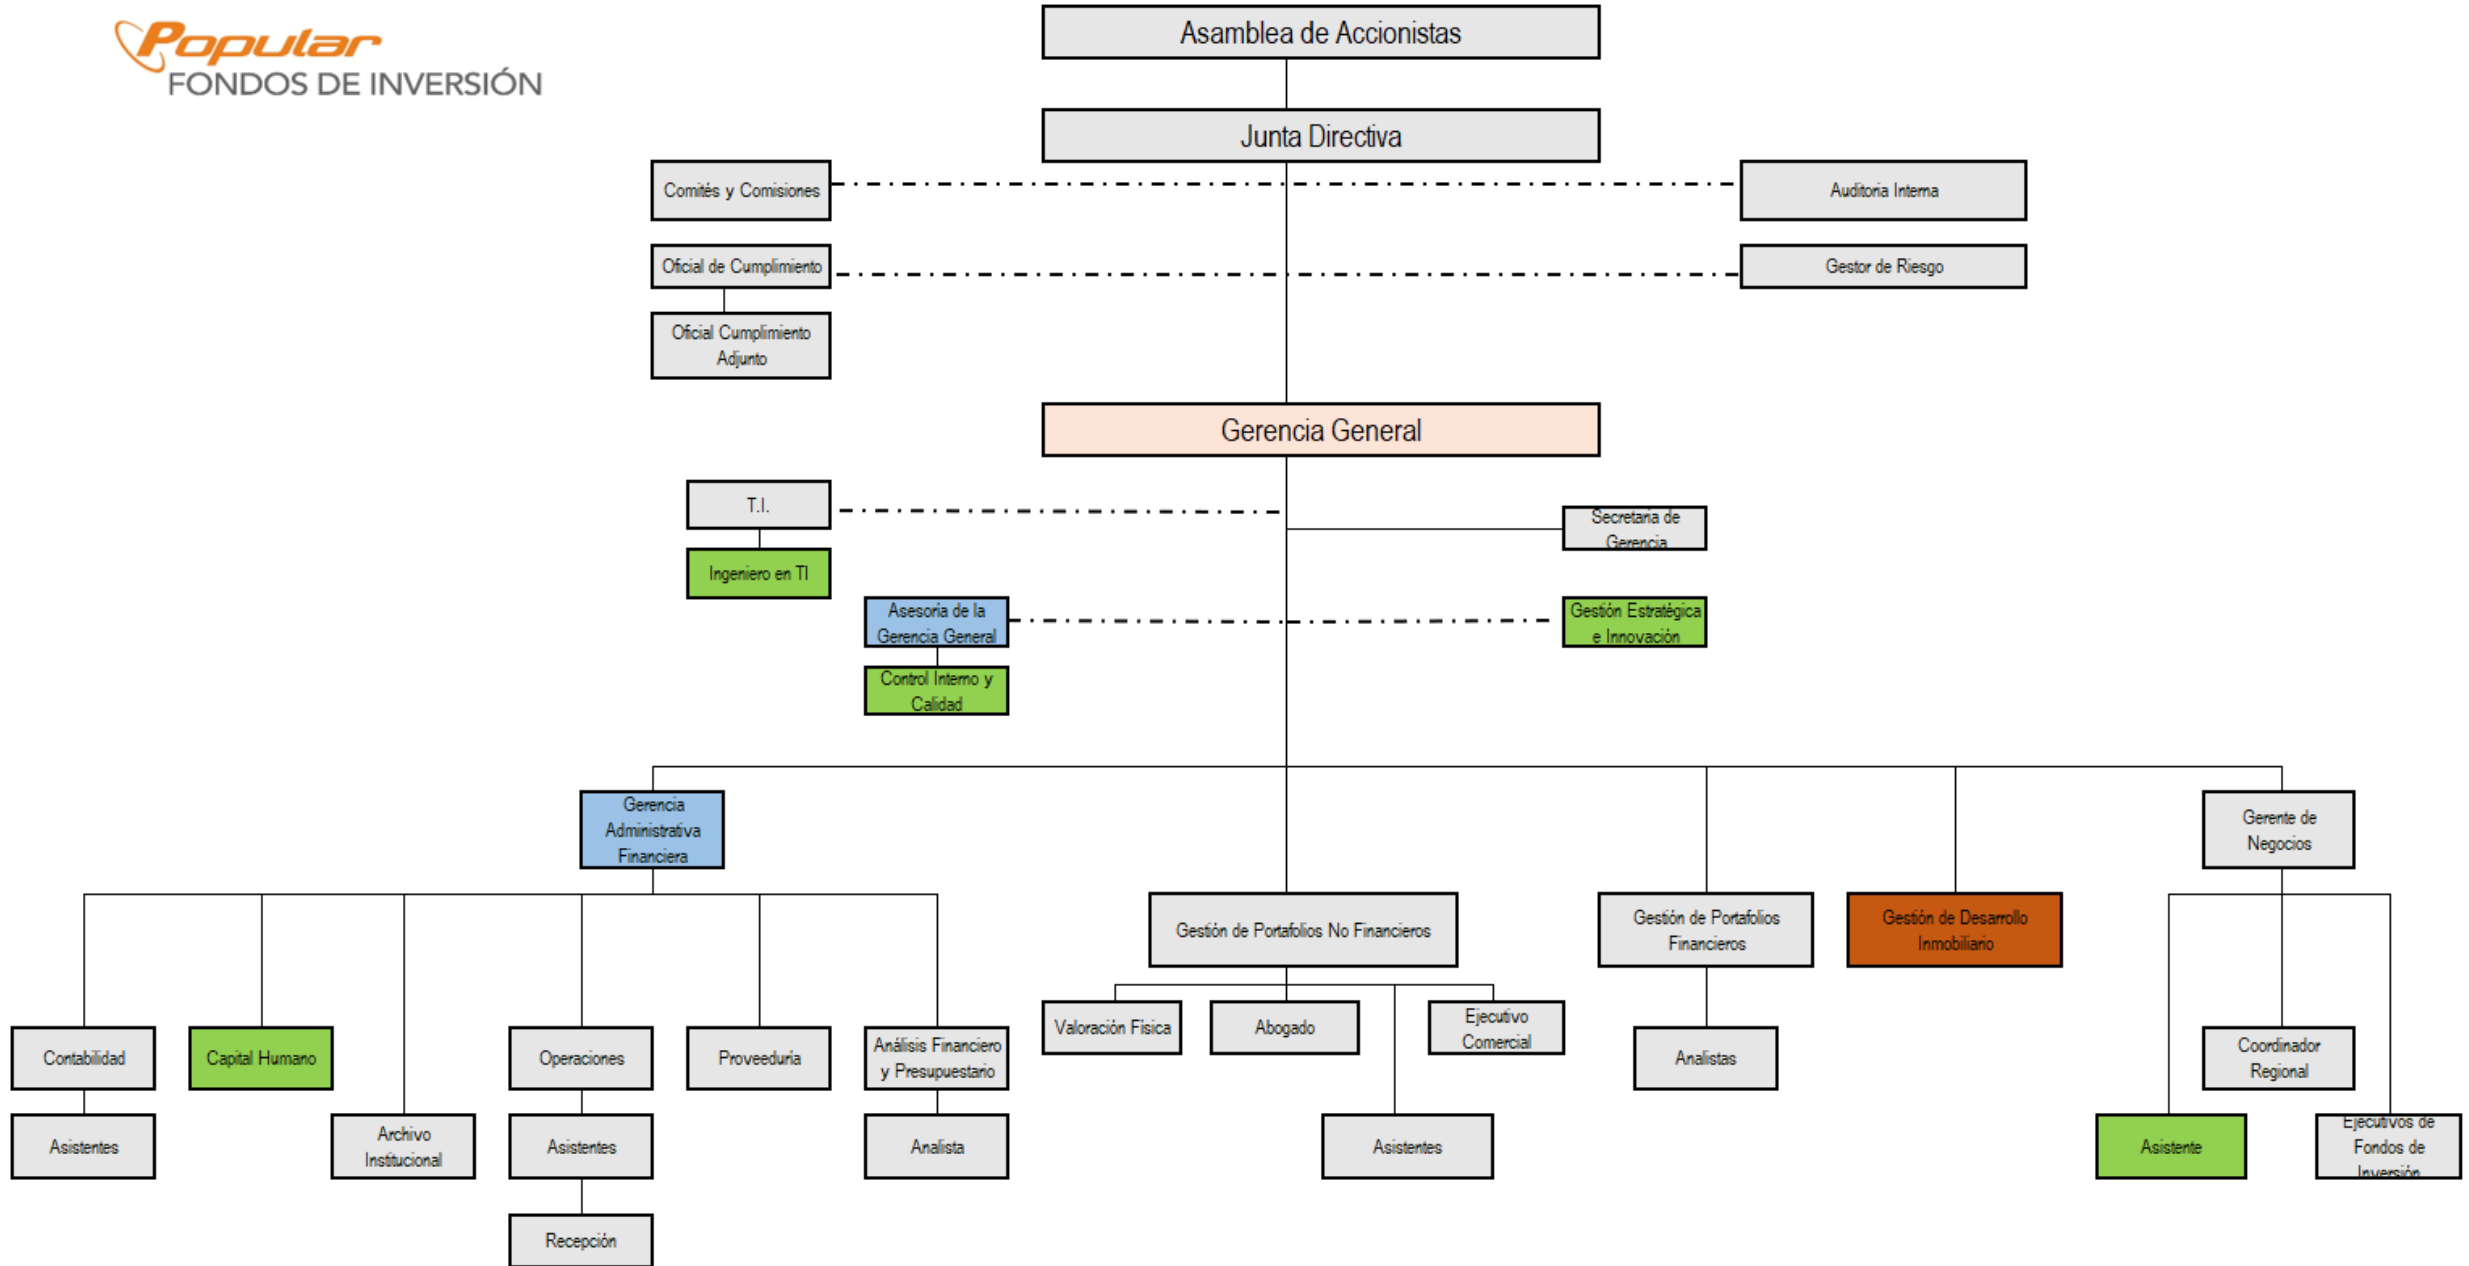 Popular
FONDOS DE INVERSIÓN
Asamblea de Accionistas
Junta Directiva
Comités y Comisiones
Auditoria Interna
Oficial de Cumplimiento
Gestor de Riesgo
Oficial Cumplimiento
Adjunto
Gerencia General
T.I.
Secretaria de
Gerencia
Ingeniero en TI
Asesoría de la
Gerencia General
Gestión Estratégica
e Innovación
Control Interno y
Calidad
Gerencia
Administrativa
Financiera
Gerente de
Negocios
Gestión de Portafolios No Financieros
Gestión de Portafolios
Financieros
Gestión de Desarrollo
Inmobiliario
Contabilidad
Capital Humano
Operaciones
Proveeduría
Análisis Financiero
y Presupuestario
Valoración Física
Abogado
Ejecutivo
Comercial
Analistas
Coordinador
Regional
Asistentes
Archivo
Institucional
Asistentes
Analista
Asistentes
Asistente
Ejecutivos de
Fondos de
Inversión
Recepción